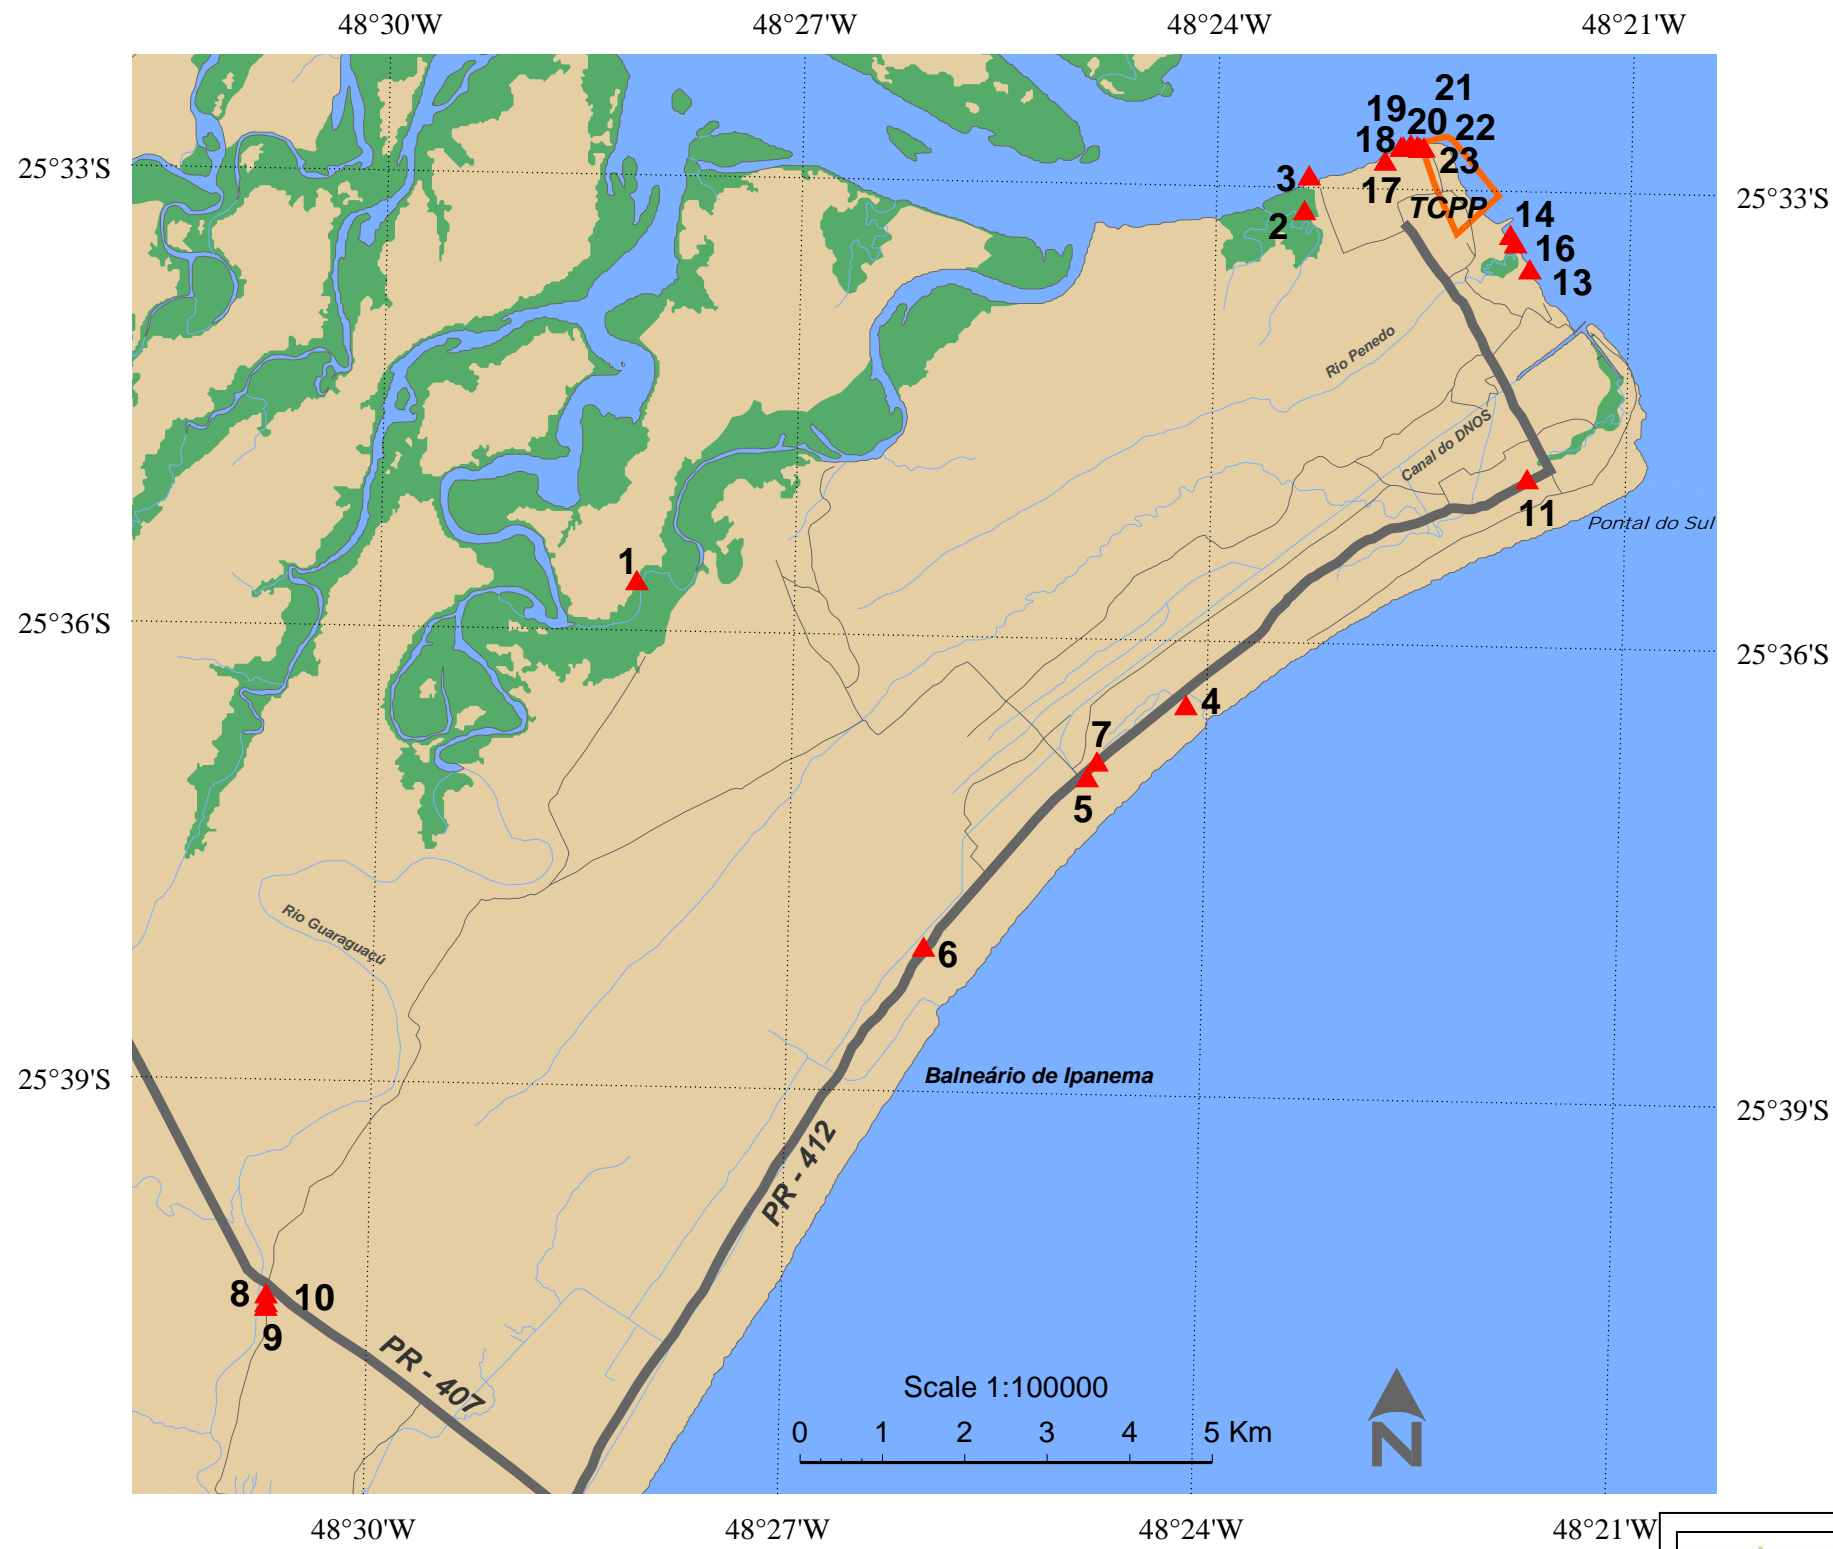 48°30'W 48°27'W 48°24'W 48°21'W
21
19 20 22
18
25°33'S 23
3 17 25°33'S
TCPP
2 14
16
13
Rio Penedo
Canal do DNOS
11
Pontal do Sul
1
25°36'S
25°36'S
4
7
5
Rio Guaraguaçú
6
25°39'S Balneário de Ipanema
25°39'S
PR - 412
8 10
9
PR - 407
Scale 1:100000
0 1 2 3 4 5 Km
N
48°30'W 48°27'W 48°24'W 48°21'W